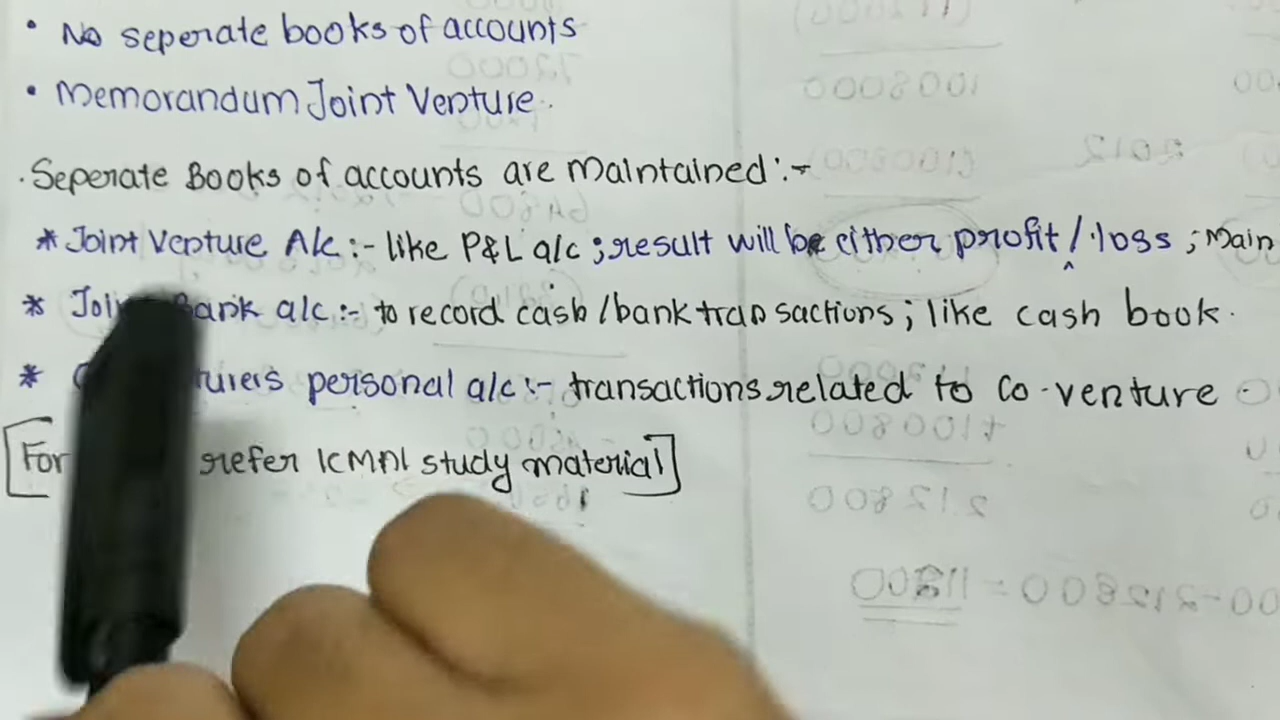 • No seperate books of accounts
• Memorandum Joint Venture.
. Seperate Books of accounts are maintained :-
* Joint Venture A/c :- like P&L a/c ; result will be either profit / loss ; Main
* Joint Bank a/c :- to record cash / bank transactions ; like cash book.
* personal a/c :- transactions related to co-venture
[For refer ICMAI study material]